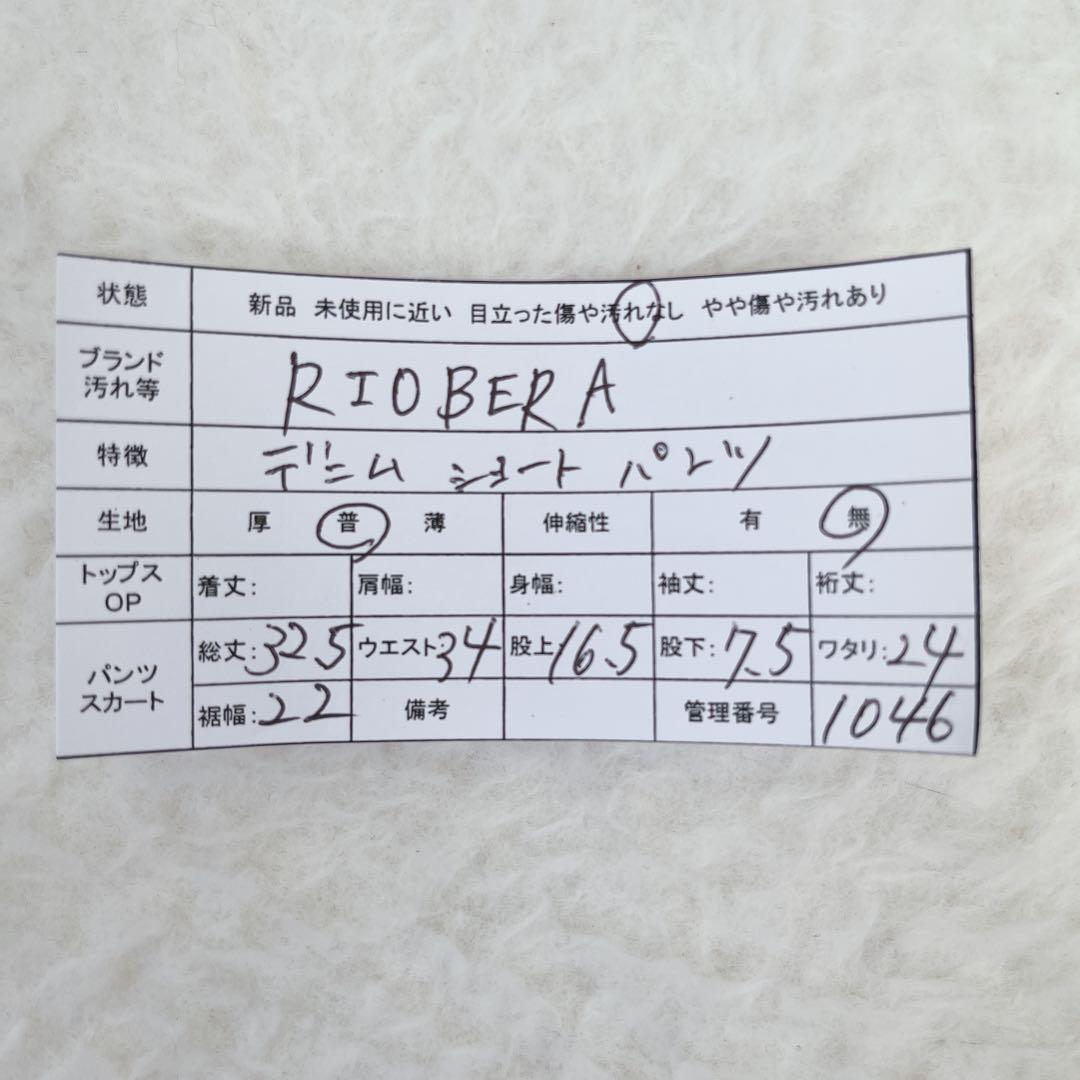 状態 新品 未使用に近い 目立った傷や汚れなし やや傷や汚れあり
ブランド
汚れ等 RIOBERA
特徴 デニム ショート パンツ
生地 厚 普 薄 伸縮性 有 無
トップス
OP 着丈: 肩幅: 身幅: 袖丈: 裄丈:
パンツ
スカート 総丈:32.5 ウエスト:34 股上:16.5 股下:7.5 ワタリ:24
裾幅:22 備考 管理番号 1046